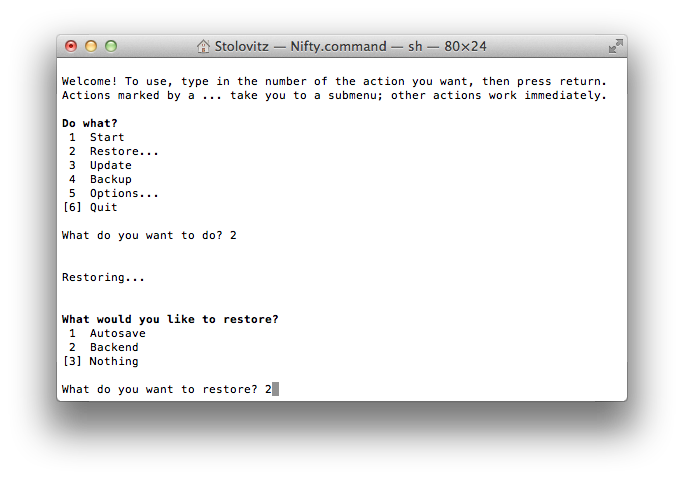 Stolovitz — Nifty.command — sh — 80×24
Welcome! To use, type in the number of the action you want, then press return.
Actions marked by a ... take you to a submenu; other actions work immediately.
Do what?
1 Start
2 Restore...
3 Update
4 Backup
5 Options...
[6] Quit
What do you want to do? 2
Restoring...
What would you like to restore?
1 Autosave
2 Backend
[3] Nothing
What do you want to restore? 2